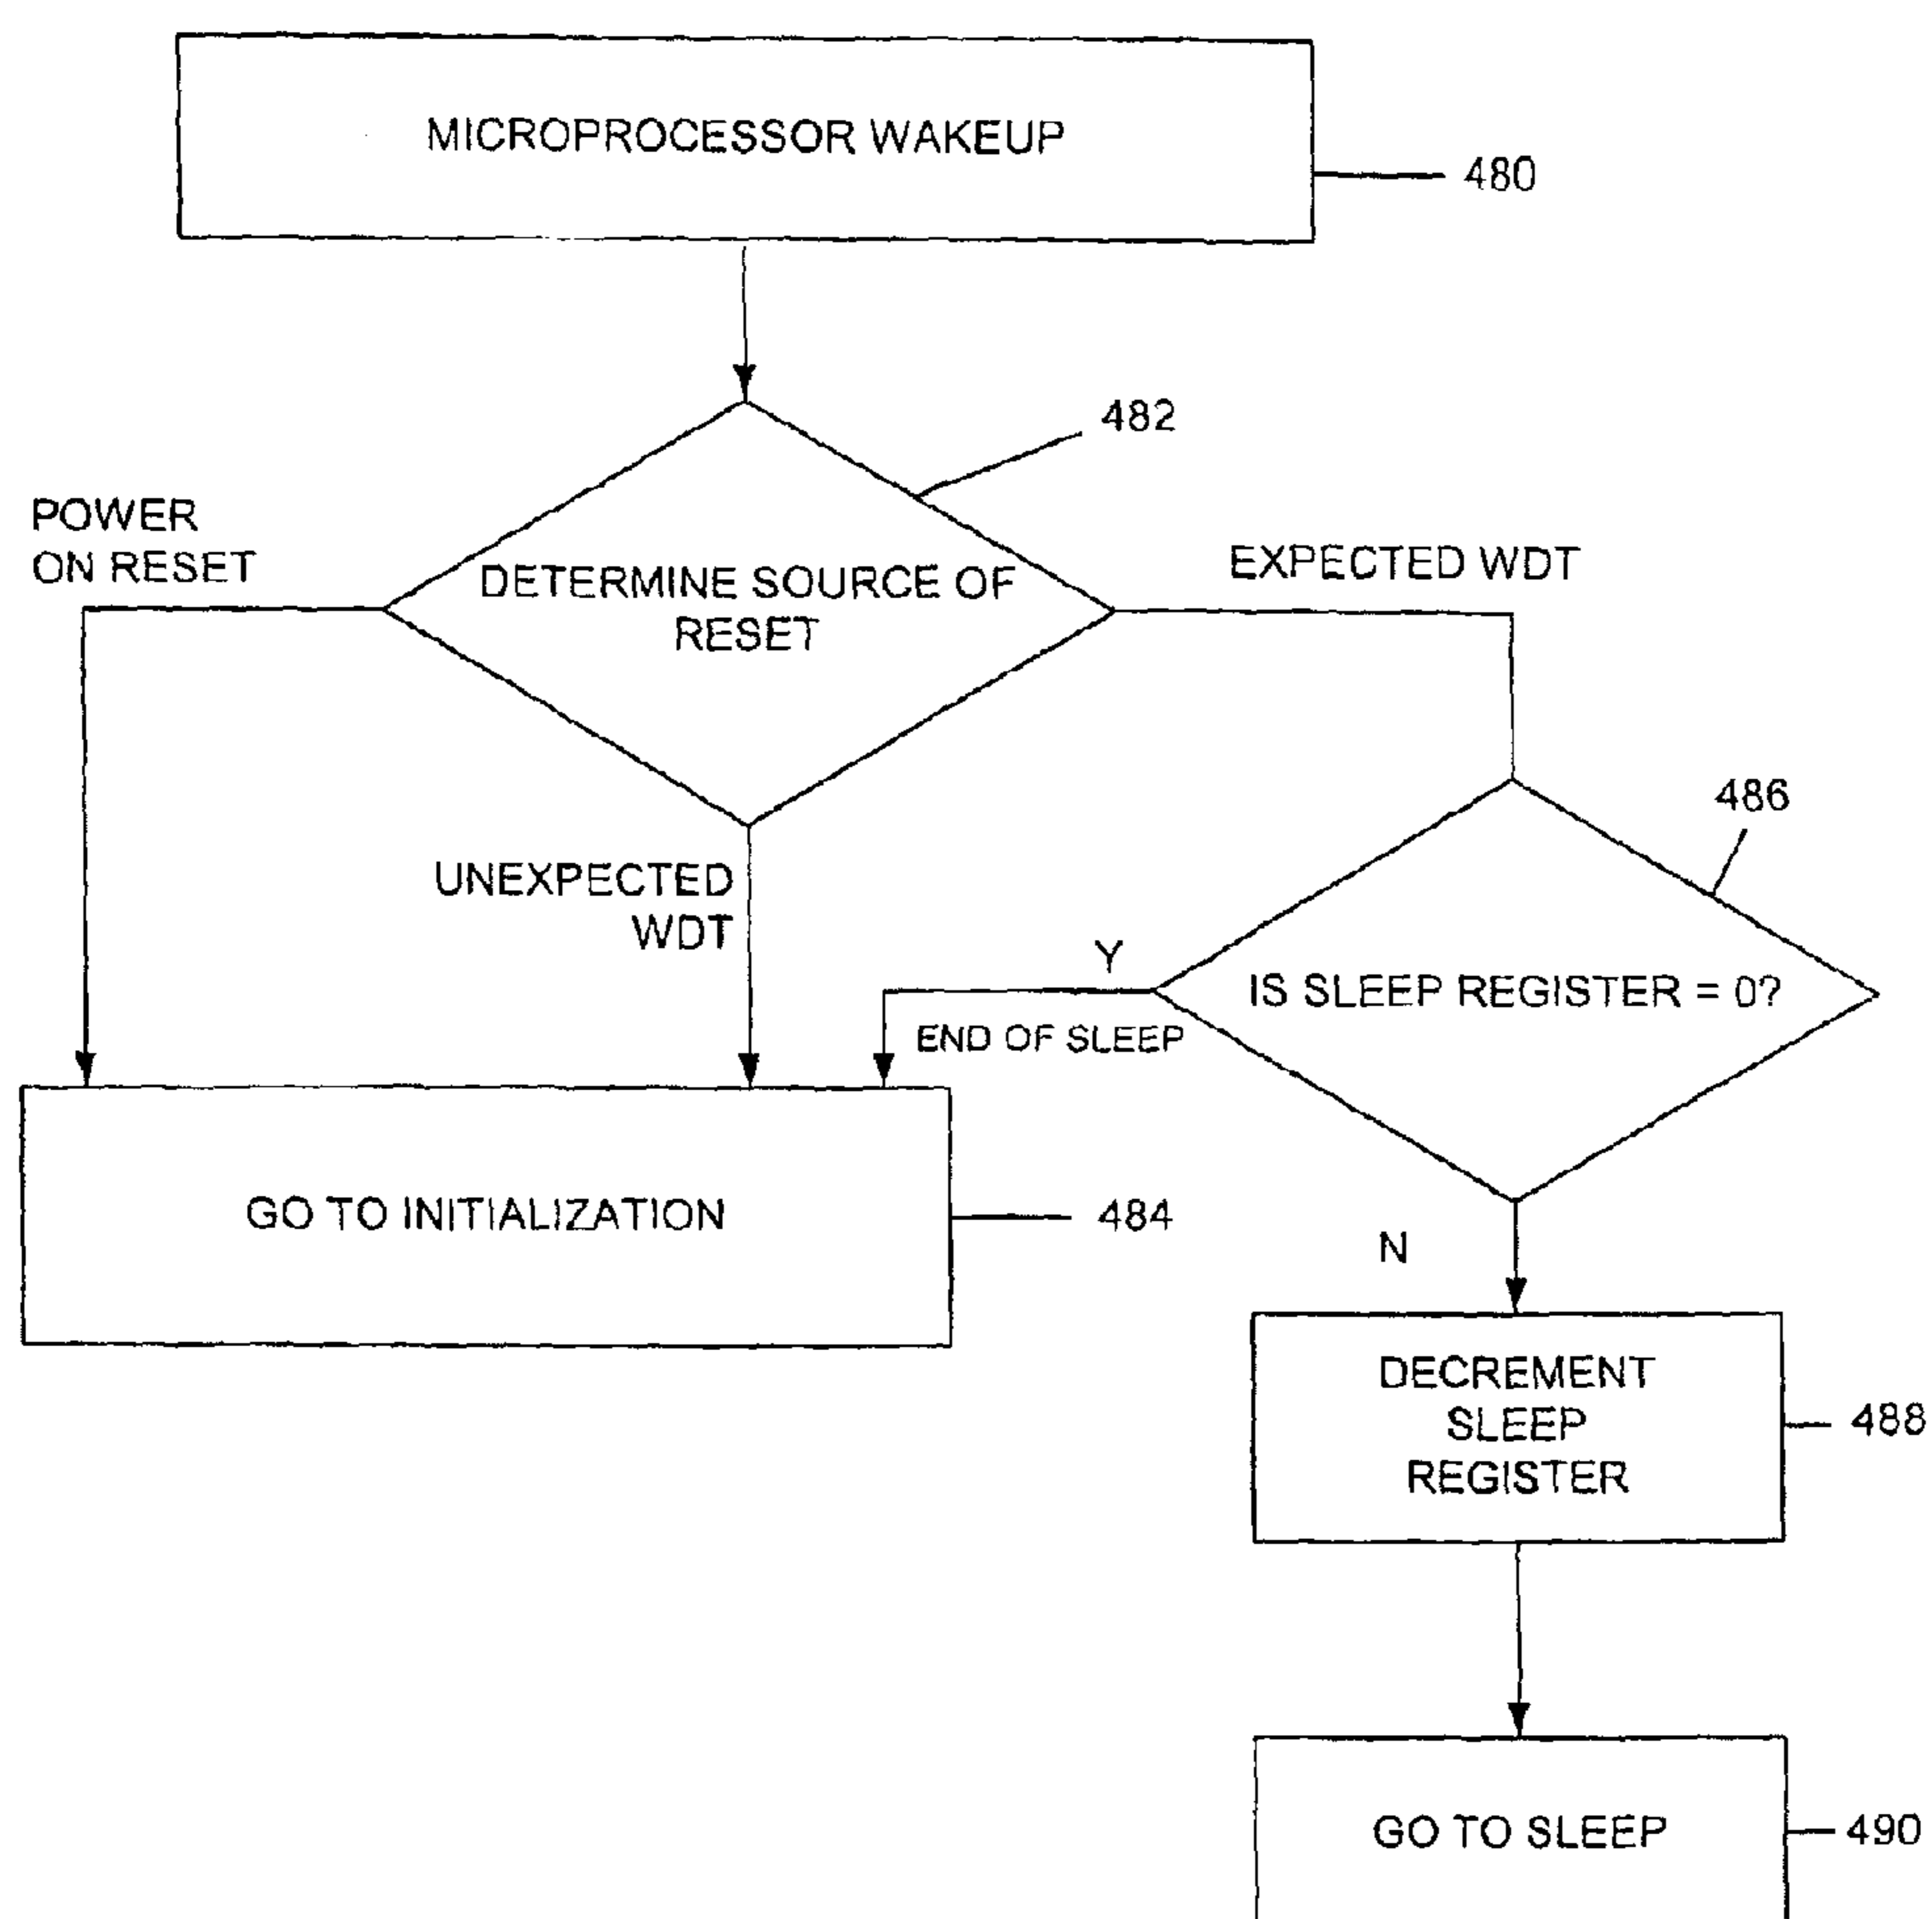 MICROPROCESSOR WAKEUP
480
482
POWER
ON RESET
DETERMINE SOURCE OF
RESET
EXPECTED WDT
486
UNEXPECTED
WDT
Y
IS SLEEP REGISTER = 0?
END OF SLEEP
GO TO INITIALIZATION
484
N
DECREMENT
SLEEP
REGISTER
488
GO TO SLEEP
490